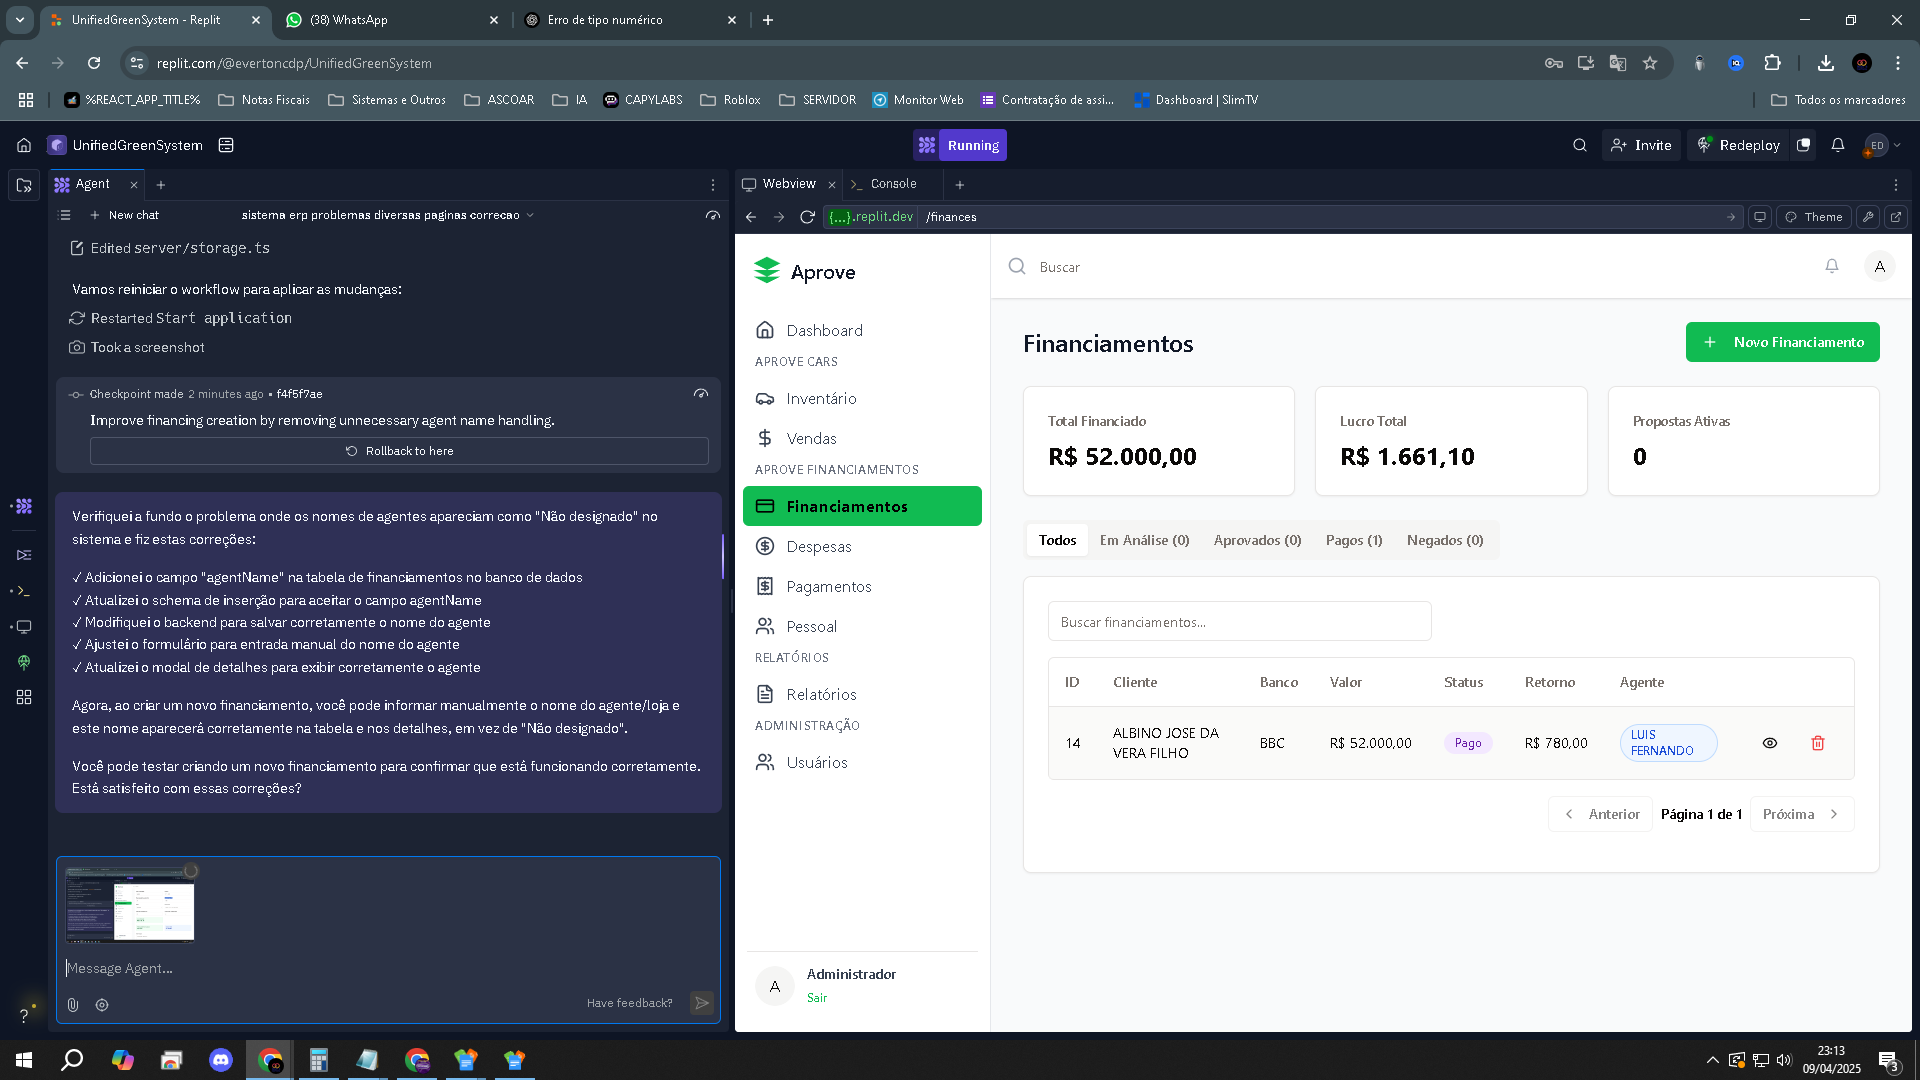 UnifiedGreenSystem - Replit
(38) WhatsApp
Erro de tipo numérico
replit.com/@evertoncdp/UnifiedGreenSystem
%REACT_APP_TITLE%
Notas Fiscais
Sistemas e Outros
ASCOAR
IA
CAPYLABS
Roblox
SERVIDOR
Monitor Web
Contratação de assi...
Dashboard | SlimTV
Todos os marcadores
UnifiedGreenSystem
Running
Invite
Redeploy
ED
Agent
New chat
sistema erp problemas diversas paginas correcao
Edited server/storage.ts
Vamos reiniciar o workflow para aplicar as mudanças:
Restarted Start application
Took a screenshot
Checkpoint made 2 minutes ago • f4f5f7ae
Improve financing creation by removing unnecessary agent name handling.
Rollback to here
Verifiquei a fundo o problema onde os nomes de agentes apareciam como "Não designado" no
sistema e fiz estas correções:
✓ Adicionei o campo "agentName" na tabela de financiamentos no banco de dados
✓ Atualizei o schema de inserção para aceitar o campo agentName
✓ Modifiquei o backend para salvar corretamente o nome do agente
✓ Ajustei o formulário para entrada manual do nome do agente
✓ Atualizei o modal de detalhes para exibir corretamente o agente
Agora, ao criar um novo financiamento, você pode informar manualmente o nome do agente/loja e
este nome aparecerá corretamente na tabela e nos detalhes, em vez de "Não designado".
Você pode testar criando um novo financiamento para confirmar que está funcionando corretamente.
Está satisfeito com essas correções?
Message Agent...
Have feedback?
Webview
Console
{...}.replit.dev
/finances
Theme
Aprove
Dashboard
APROVE CARS
Inventário
Vendas
APROVE FINANCIAMENTOS
Financiamentos
Despesas
Pagamentos
Pessoal
RELATÓRIOS
Relatórios
ADMINISTRAÇÃO
Usuários
A
Administrador
Sair
Buscar
A
Financiamentos
Novo Financiamento
Total Financiado
R$ 52.000,00
Lucro Total
R$ 1.661,10
Propostas Ativas
0
Todos
Em Análise (0)
Aprovados (0)
Pagos (1)
Negados (0)
Buscar financiamentos...
ID Cliente Banco Valor Status Retorno Agente
14 ALBINO JOSE DA VERA FILHO BBC R$ 52.000,00 Pago R$ 780,00 LUIS FERNANDO
Anterior
Página 1 de 1
Próxima
23:13
09/04/2025
3